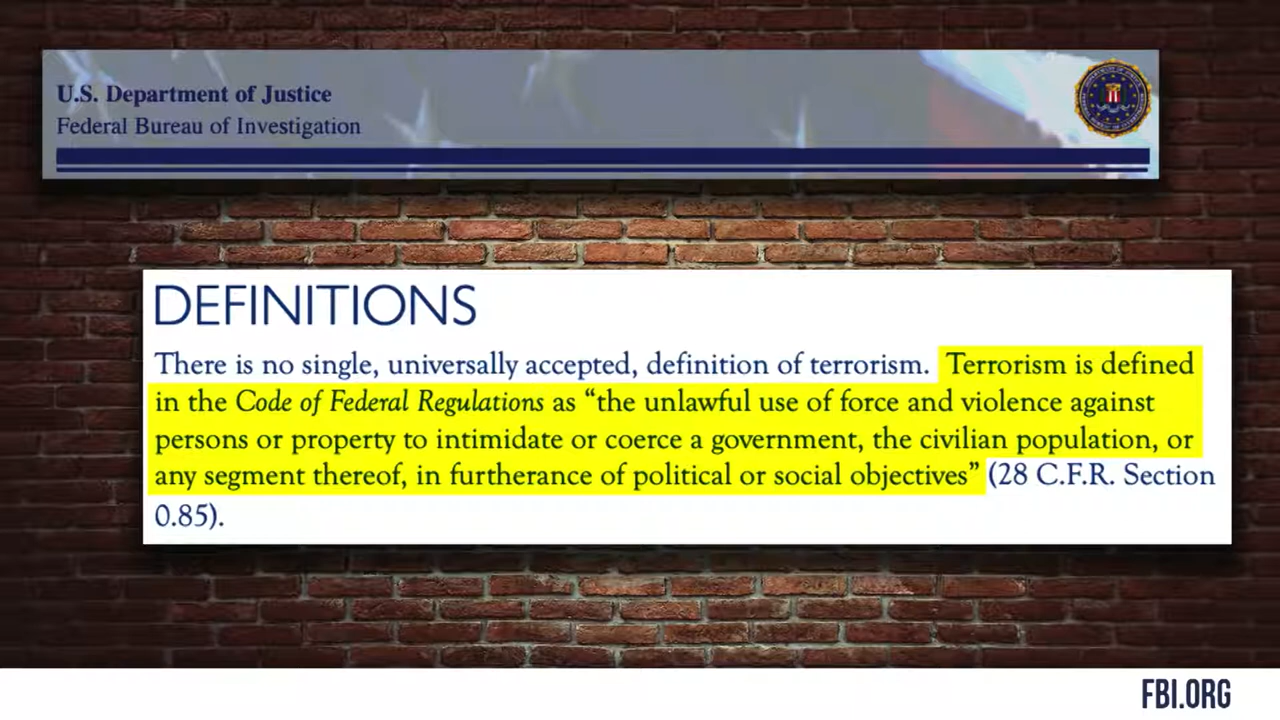 U.S. Department of Justice
Federal Bureau of Investigation
DEFINITIONS
There is no single, universally accepted, definition of terrorism. Terrorism is defined
in the Code of Federal Regulations as “the unlawful use of force and violence against
persons or property to intimidate or coerce a government, the civilian population, or
any segment thereof, in furtherance of political or social objectives” (28 C.F.R. Section
0.85).
FBI.ORG